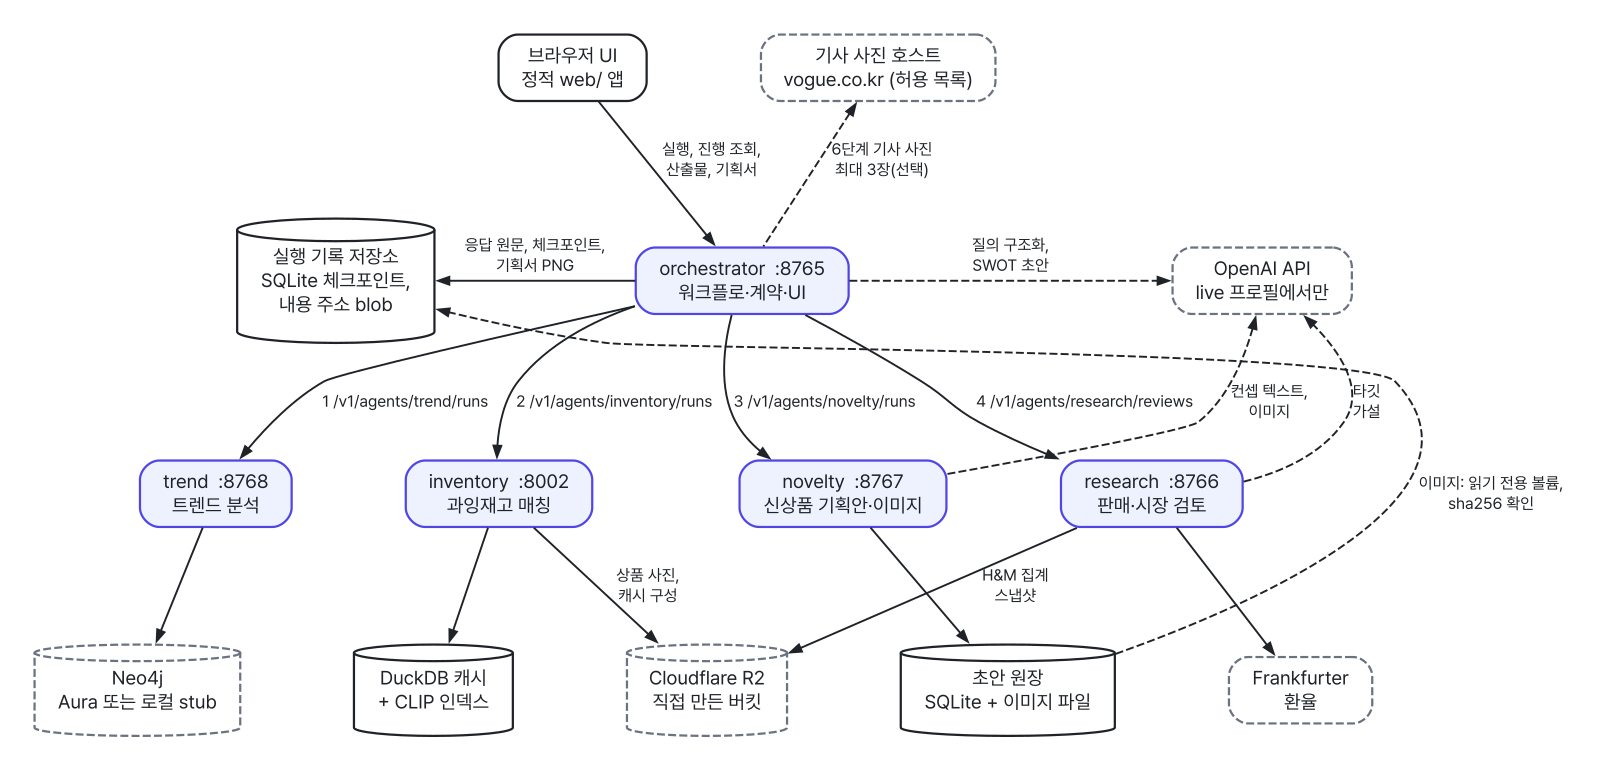 브라우저 UI
정적 web/ 앱
기사 사진 호스트
vogue.co.kr (허용 목록)
실행, 진행 조회,
산출물, 기획서
6단계 기사 사진
최대 3장(선택)
실행 기록 저장소
SQLite 체크포인트,
내용 주소 blob
응답 원문, 체크포인트,
기획서 PNG
orchestrator :8765
워크플로·계약·UI
질의 구조화,
SWOT 초안
OpenAI API
live 프로필에서만
1 /v1/agents/trend/runs
2 /v1/agents/inventory/runs
3 /v1/agents/novelty/runs
4 /v1/agents/research/reviews
컨셉 텍스트,
이미지
타깃
가설
trend :8768
트렌드 분석
inventory :8002
과잉재고 매칭
novelty :8767
신상품 기획안·이미지
research :8766
판매·시장 검토
이미지: 읽기 전용 볼륨,
sha256 확인
상품 사진,
캐시 구성
H&M 집계
스냅샷
Neo4j
Aura 또는 로컬 stub
DuckDB 캐시
+ CLIP 인덱스
Cloudflare R2
직접 만든 버킷
초안 원장
SQLite + 이미지 파일
Frankfurter
환율